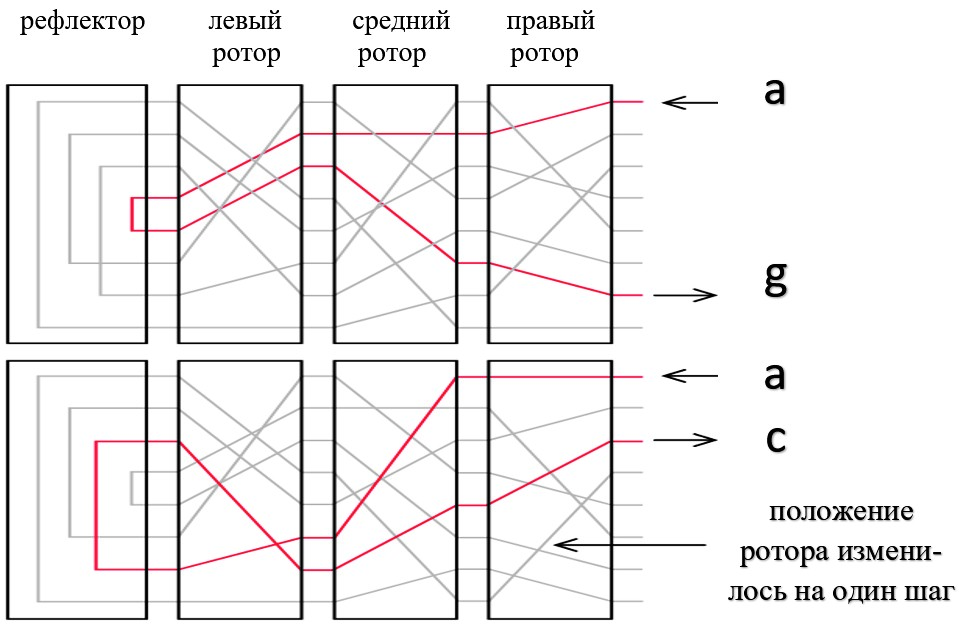 рефлектор
левый
ротор
средний
ротор
правый
ротор
a
g
a
c
положение
ротора измени-
лось на один шаг